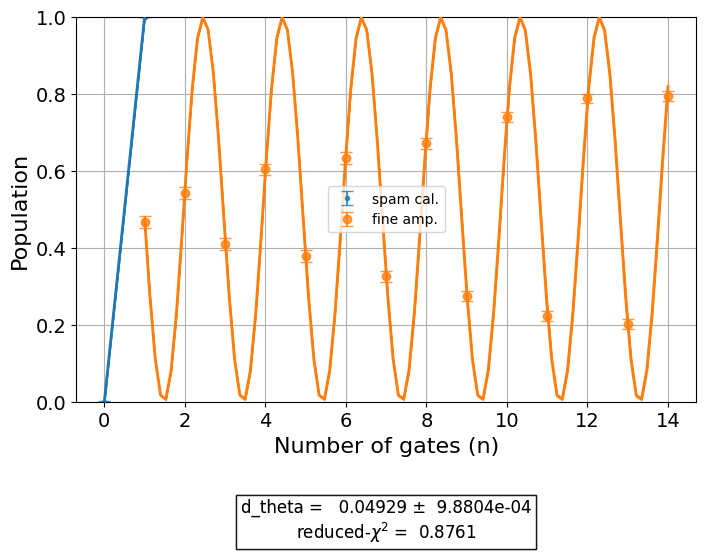 1.0
0.8
0.6
0.4
0.2
0.0
Population
spam cal.
fine amp.
0 2 4 6 8 10 12 14
Number of gates (n)
d_theta = 0.04929 ± 9.8804e-04
reduced-χ² = 0.8761